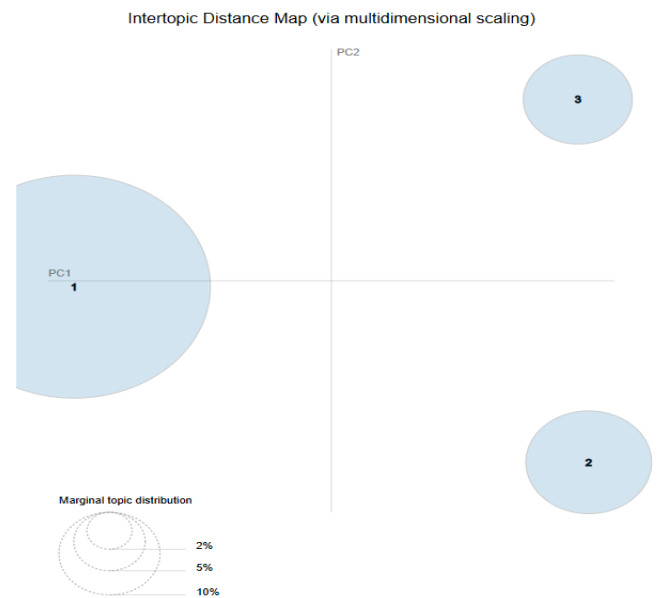 Intertopic Distance Map (via multidimensional scaling)
PC2
3
PC1
1
2
Marginal topic distribution
2%
5%
10%